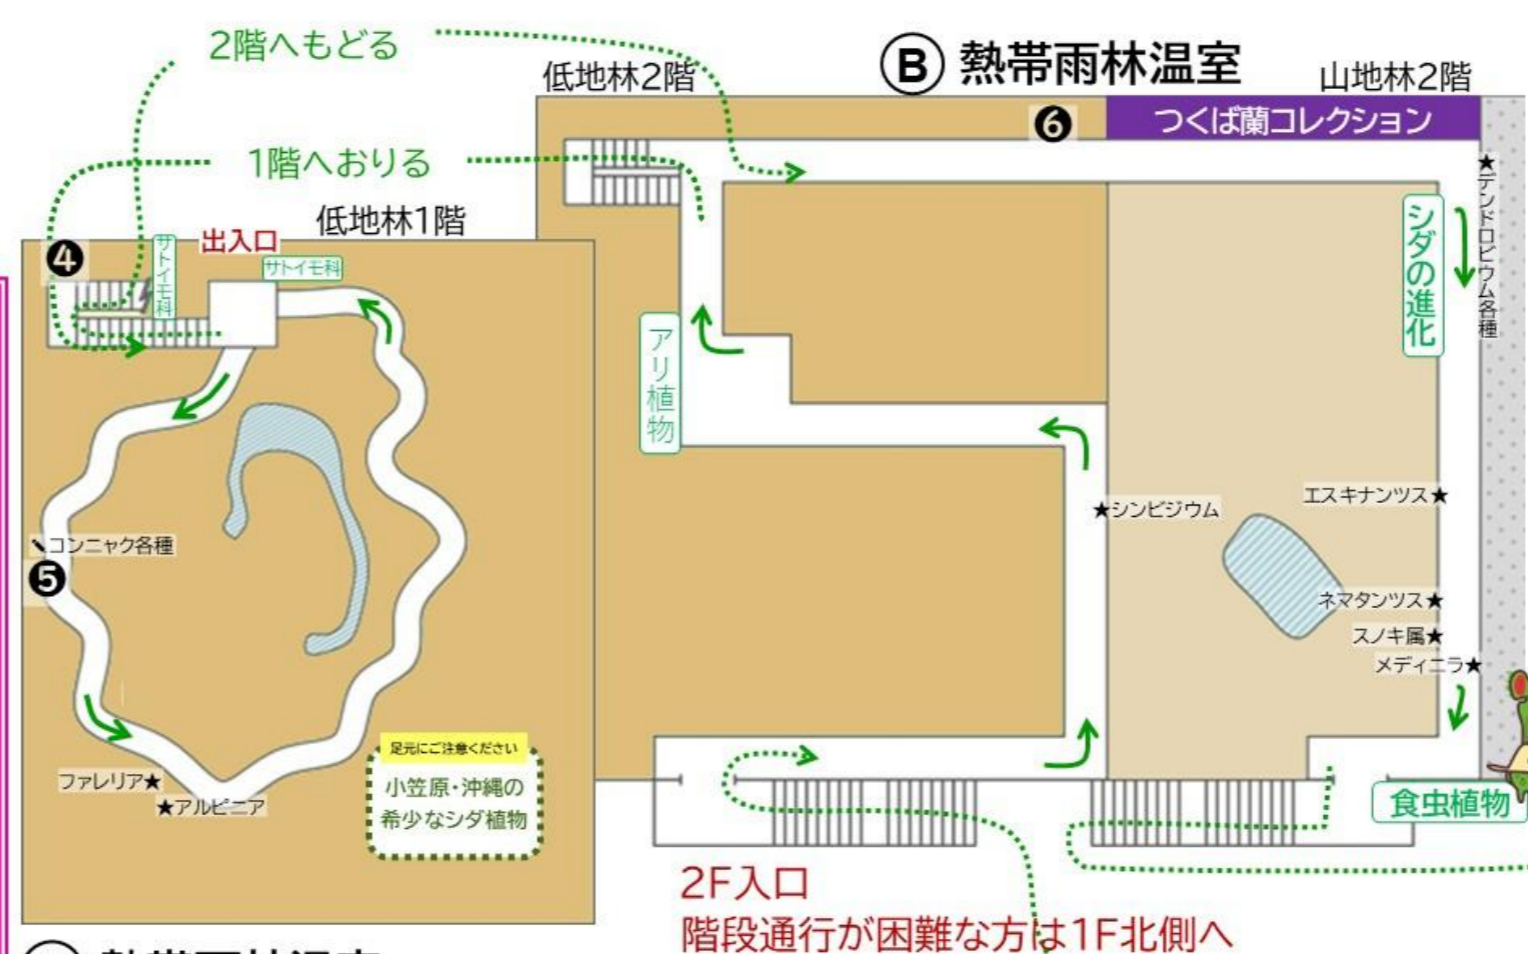 2階へもどる
低地林2階
B 熱帯雨林温室
山地林2階
6
つくば蘭コレクション
1階へおりる
低地林1階
★デンドロビウム各種
シダの進化
4
サトイモ科
出入口
サトイモ科
アリ植物
★シンビジウム
エスキナンツス★
コンニャク各種
5
ネマタンツス★
スノキ属★
メディニラ★
足元にご注意ください
小笠原・沖縄の
希少なシダ植物
ファレリア★
★アルピニア
食虫植物
2F入口
階段通行が困難な方は1F北側へ